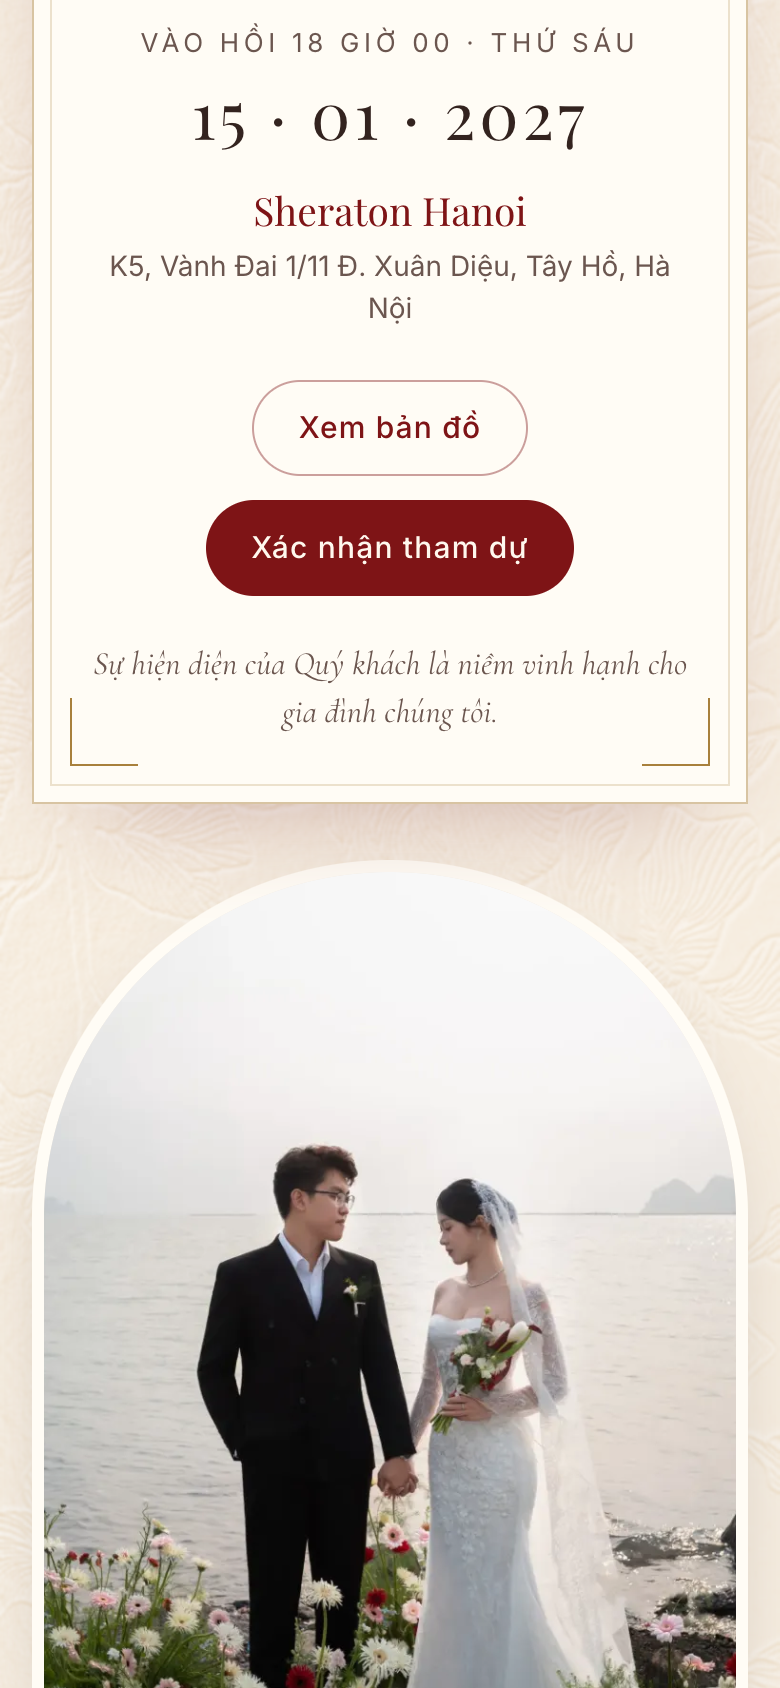 VÀO HỒI 18 GIỜ 00 · THỨ SÁU
15 · 01 · 2027
Sheraton Hanoi
K5, Vành Đai 1/11 Đ. Xuân Diệu, Tây Hồ, Hà
Nội
Xem bản đồ
Xác nhận tham dự
Sự hiện diện của Quý khách là niềm vinh hạnh cho
gia đình chúng tôi.